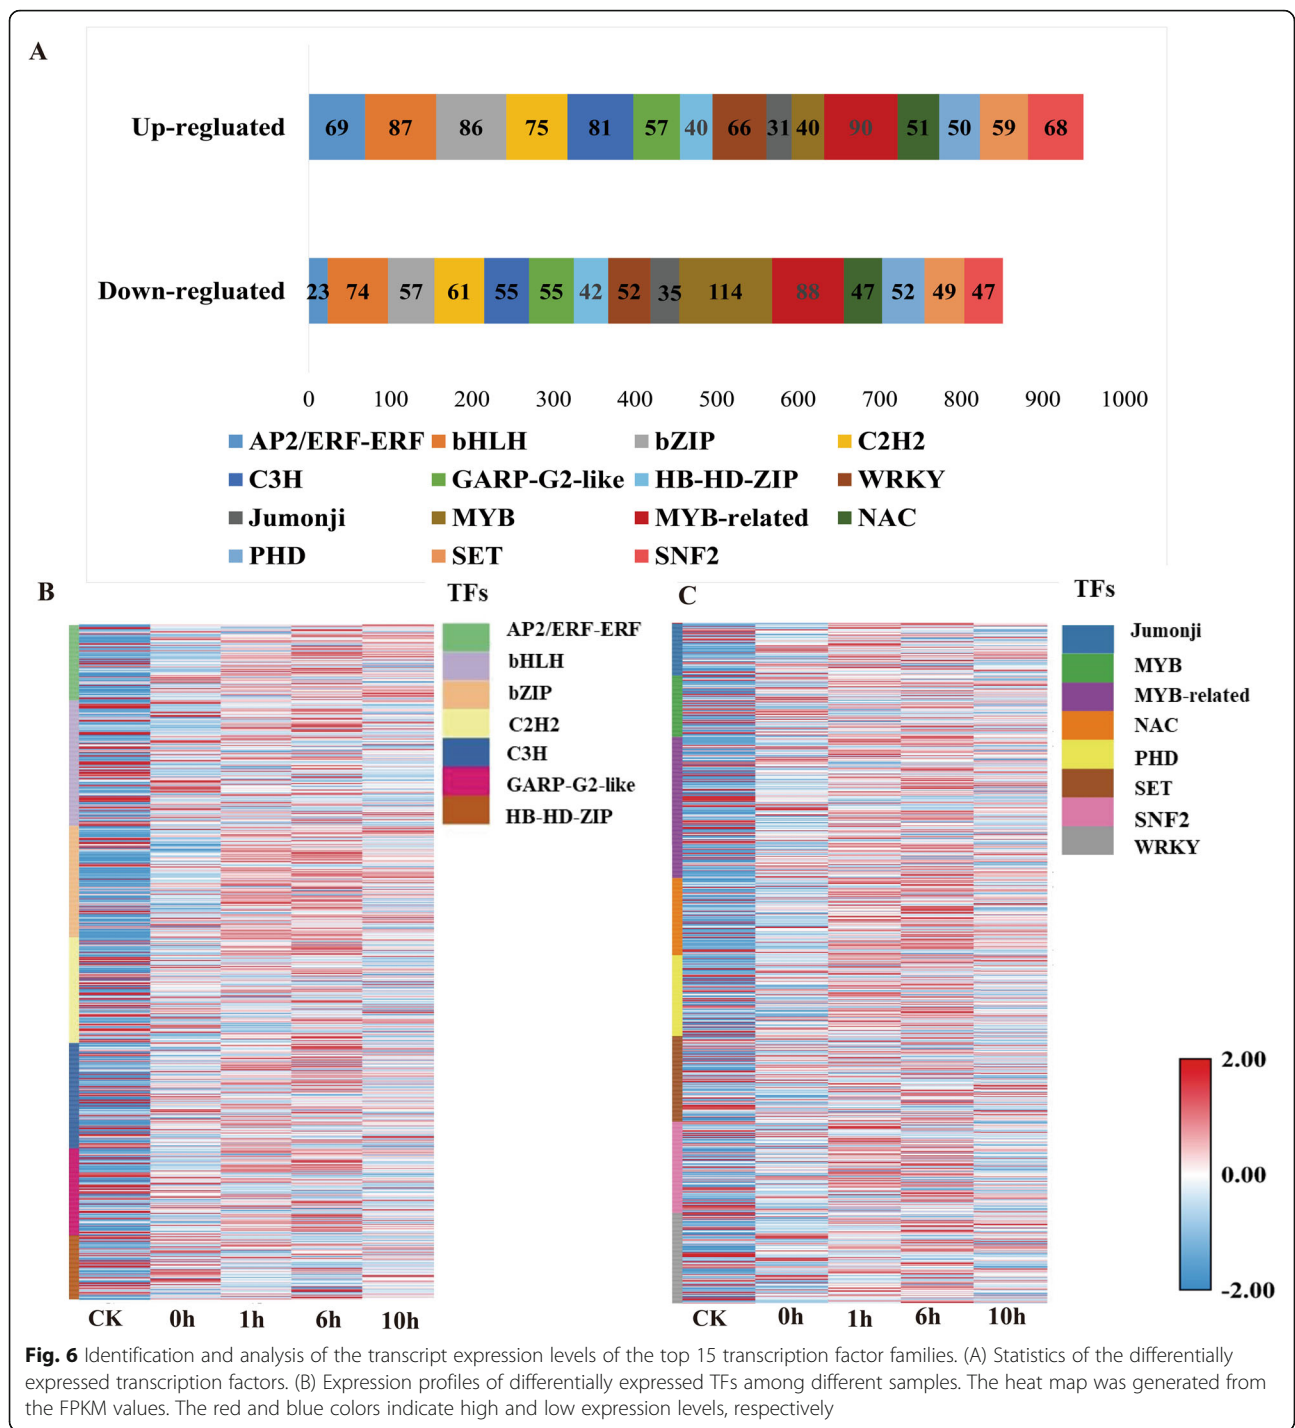 A
Up-regluated
69 87 86 75 81 57 40 66 31 40 90 51 50 59 68
Down-regluated
23 74 57 61 55 55 42 52 35 114 88 47 52 49 47
0 100 200 300 400 500 600 700 800 900 1000
AP2/ERF-ERF bHLH bZIP C2H2
C3H GARP-G2-like HB-HD-ZIP WRKY
Jumonji MYB MYB-related NAC
PHD SET SNF2
B
TFs
AP2/ERF-ERF
bHLH
bZIP
C2H2
C3H
GARP-G2-like
HB-HD-ZIP
CK 0h 1h 6h 10h
C
TFs
Jumonji
MYB
MYB-related
NAC
PHD
SET
SNF2
WRKY
CK 0h 1h 6h 10h
2.00
0.00
-2.00
Fig. 6 Identification and analysis of the transcript expression levels of the top 15 transcription factor families. (A) Statistics of the differentially
expressed transcription factors. (B) Expression profiles of differentially expressed TFs among different samples. The heat map was generated from
the FPKM values. The red and blue colors indicate high and low expression levels, respectively